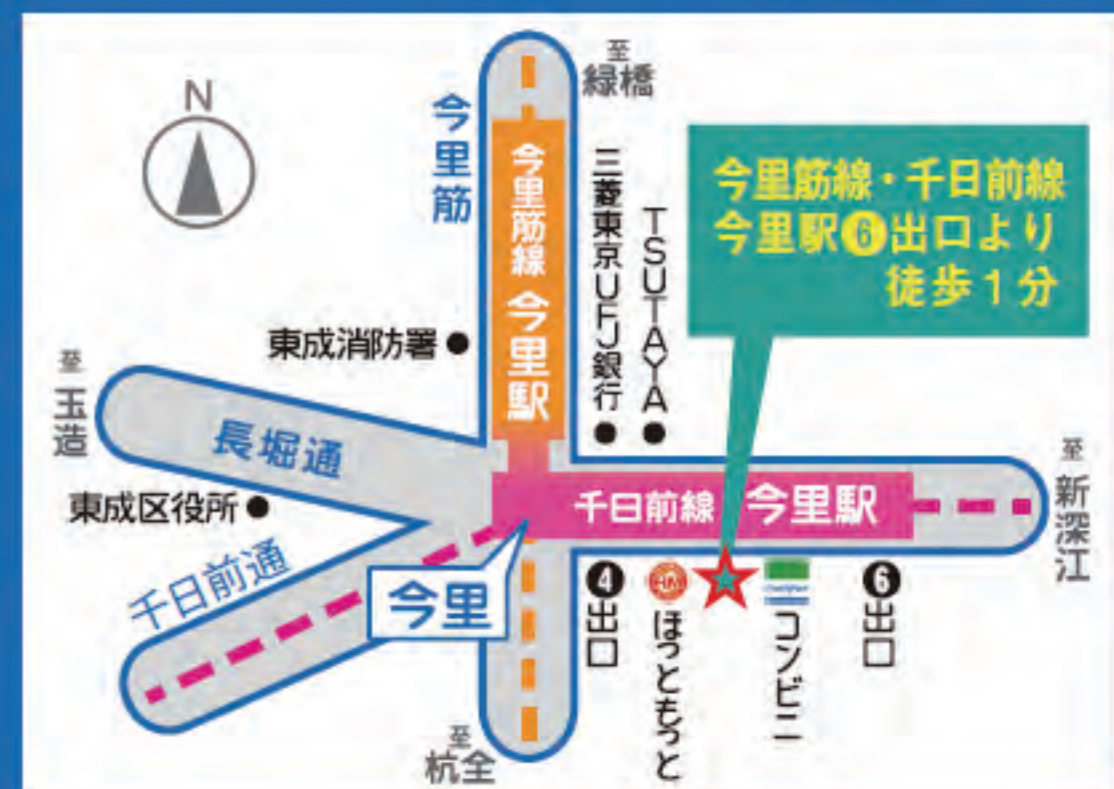 N
至
緑橋
今里筋
今里筋線 今里駅
三菱東京UFJ銀行
TSUTAYA
今里筋線・千日前線
今里駅❻出口より
徒歩1分
東成消防署
至
玉造
長堀通
東成区役所
千日前線 今里駅
至
新深江
千日前通
今里
❹出口
HM
ほっともっと
コンビニ
❻出口
至
杭全